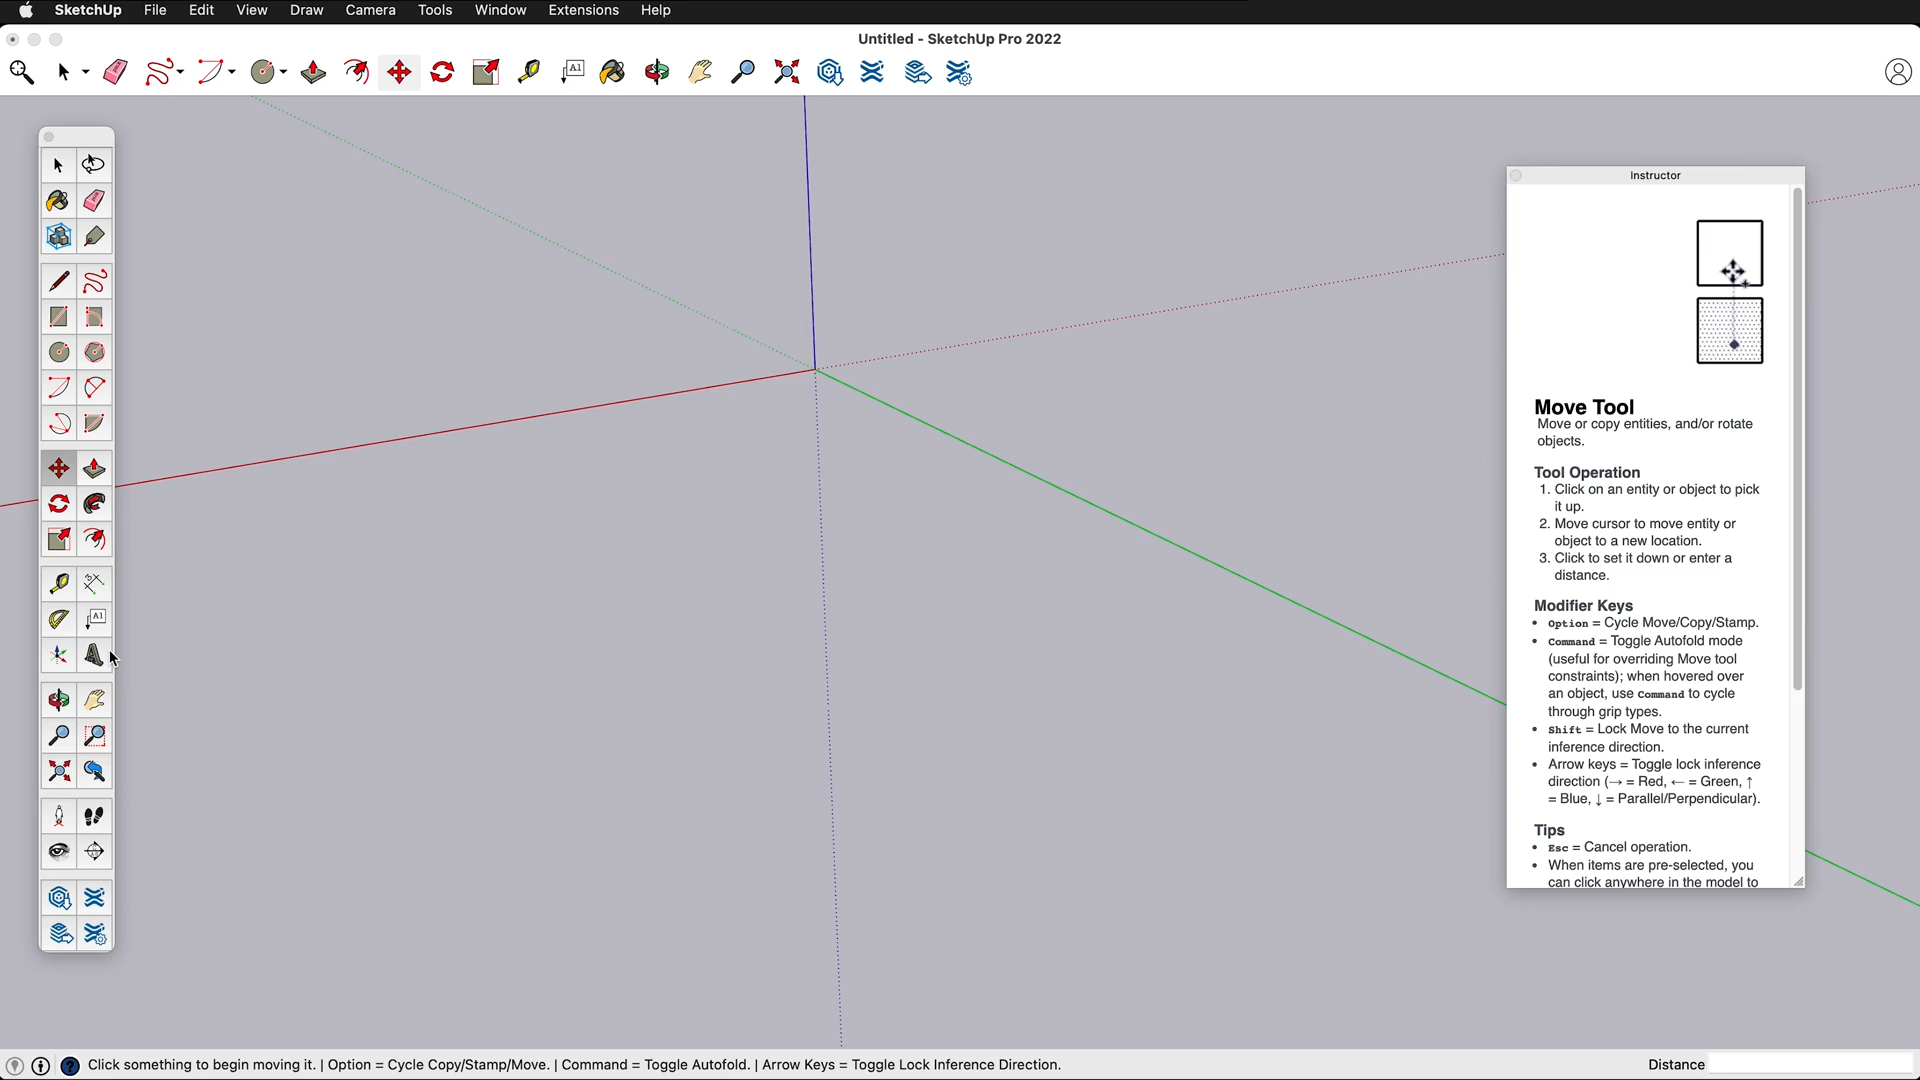 SketchUp File Edit View Draw Camera Tools Window Extensions Help
Untitled - SketchUp Pro 2022
A1
Instructor
Move Tool
Move or copy entities, and/or rotate
objects.
Tool Operation
1. Click on an entity or object to pick
it up.
2. Move cursor to move entity or
object to a new location.
3. Click to set it down or enter a
distance.
Modifier Keys
• Option = Cycle Move/Copy/Stamp.
• Command = Toggle Autofold mode
(useful for overriding Move tool
constraints); when hovered over
an object, use Command to cycle
through grip types.
• Shift = Lock Move to the current
inference direction.
• Arrow keys = Toggle lock inference
direction (→ = Red, ← = Green, ↑
= Blue, ↓ = Parallel/Perpendicular).
Tips
• Esc = Cancel operation.
• When items are pre-selected, you
can click anywhere in the model to
A1
Click something to begin moving it. | Option = Cycle Copy/Stamp/Move. | Command = Toggle Autofold. | Arrow Keys = Toggle Lock Inference Direction.
Distance